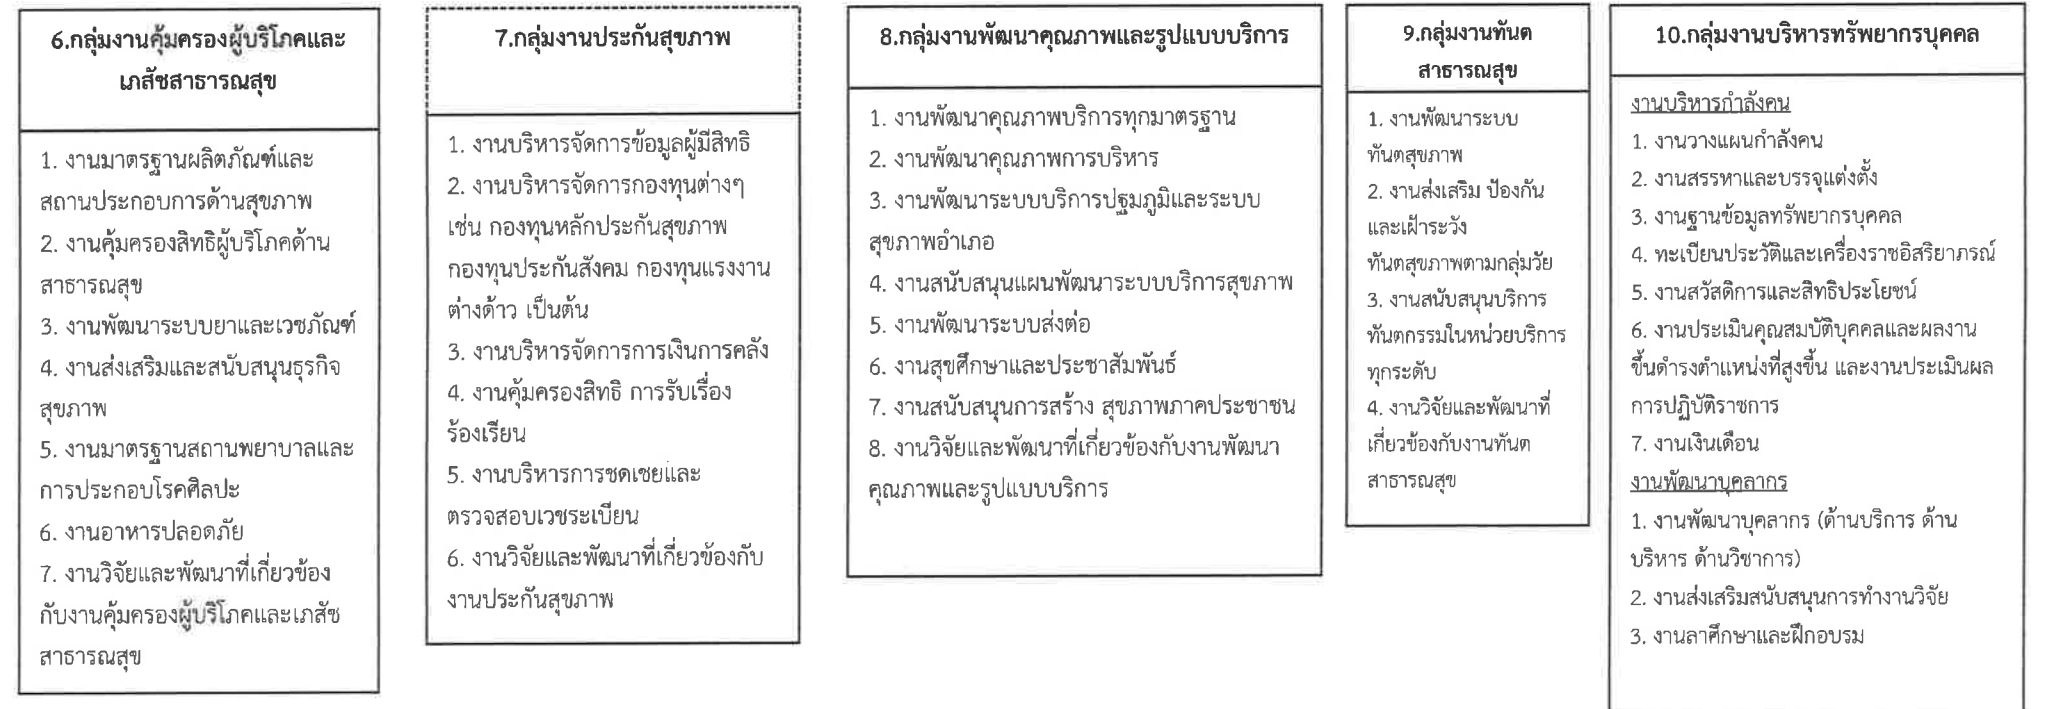 6.กลุ่มงานคุ้มครองผู้บริโภคและ
เภสัชสาธารณสุข
1. งานมาตรฐานผลิตภัณฑ์และ
สถานประกอบการด้านสุขภาพ
2. งานคุ้มครองสิทธิผู้บริโภคด้าน
สาธารณสุข
3. งานพัฒนาระบบยาและเวชภัณฑ์
4. งานส่งเสริมและสนับสนุนธุรกิจ
สุขภาพ
5. งานมาตรฐานสถานพยาบาลและ
การประกอบโรคศิลปะ
6. งานอาหารปลอดภัย
7. งานวิจัยและพัฒนาที่เกี่ยวข้อง
กับงานคุ้มครองผู้บริโภคและเภสัช
สาธารณสุข
7.กลุ่มงานประกันสุขภาพ
1. งานบริหารจัดการข้อมูลผู้มีสิทธิ
2. งานบริหารจัดการกองทุนต่างๆ
เช่น กองทุนหลักประกันสุขภาพ
กองทุนประกันสังคม กองทุนแรงงาน
ต่างด้าว เป็นต้น
3. งานบริหารจัดการการเงินการคลัง
4. งานคุ้มครองสิทธิ การรับเรื่อง
ร้องเรียน
5. งานบริหารการชดเชยและ
ตรวจสอบเวชระเบียน
6. งานวิจัยและพัฒนาที่เกี่ยวข้องกับ
งานประกันสุขภาพ
8.กลุ่มงานพัฒนาคุณภาพและรูปแบบบริการ
1. งานพัฒนาคุณภาพบริการทุกมาตรฐาน
2. งานพัฒนาคุณภาพการบริหาร
3. งานพัฒนาระบบบริการปฐมภูมิและระบบ
สุขภาพอำเภอ
4. งานสนับสนุนแผนพัฒนาระบบบริการสุขภาพ
5. งานพัฒนาระบบส่งต่อ
6. งานสุขศึกษาและประชาสัมพันธ์
7. งานสนับสนุนการสร้าง สุขภาพภาคประชาชน
8. งานวิจัยและพัฒนาที่เกี่ยวข้องกับงานพัฒนา
คุณภาพและรูปแบบบริการ
9.กลุ่มงานทันต
สาธารณสุข
1. งานพัฒนาระบบ
ทันตสุขภาพ
2. งานส่งเสริม ป้องกัน
และเฝ้าระวัง
ทันตสุขภาพตามกลุ่มวัย
3. งานสนับสนุนบริการ
ทันตกรรมในหน่วยบริการ
ทุกระดับ
4. งานวิจัยและพัฒนาที่
เกี่ยวข้องกับงานทันต
สาธารณสุข
10.กลุ่มงานบริหารทรัพยากรบุคคล
งานบริหารกำลังคน
1. งานวางแผนกำลังคน
2. งานสรรหาและบรรจุแต่งตั้ง
3. งานฐานข้อมูลทรัพยากรบุคคล
4. ทะเบียนประวัติและเครื่องราชอิสริยาภรณ์
5. งานสวัสดิการและสิทธิประโยชน์
6. งานประเมินคุณสมบัติบุคคลและผลงาน
ขึ้นดำรงตำแหน่งที่สูงขึ้น และงานประเมินผล
การปฏิบัติราชการ
7. งานเงินเดือน
งานพัฒนาบุคลากร
1. งานพัฒนาบุคลากร (ด้านบริการ ด้าน
บริหาร ด้านวิชาการ)
2. งานส่งเสริมสนับสนุนการทำงานวิจัย
3. งานลาศึกษาและฝึกอบรม